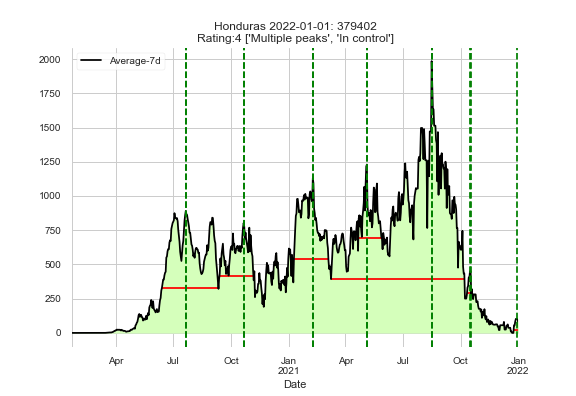 Honduras 2022-01-01: 379402
Rating:4 ['Multiple peaks', 'In control']
Average-7d
2000
1750
1500
1250
1000
750
500
250
0
Apr
Jul
Oct
Jan
2021
Apr
Jul
Oct
Jan
2022
Date